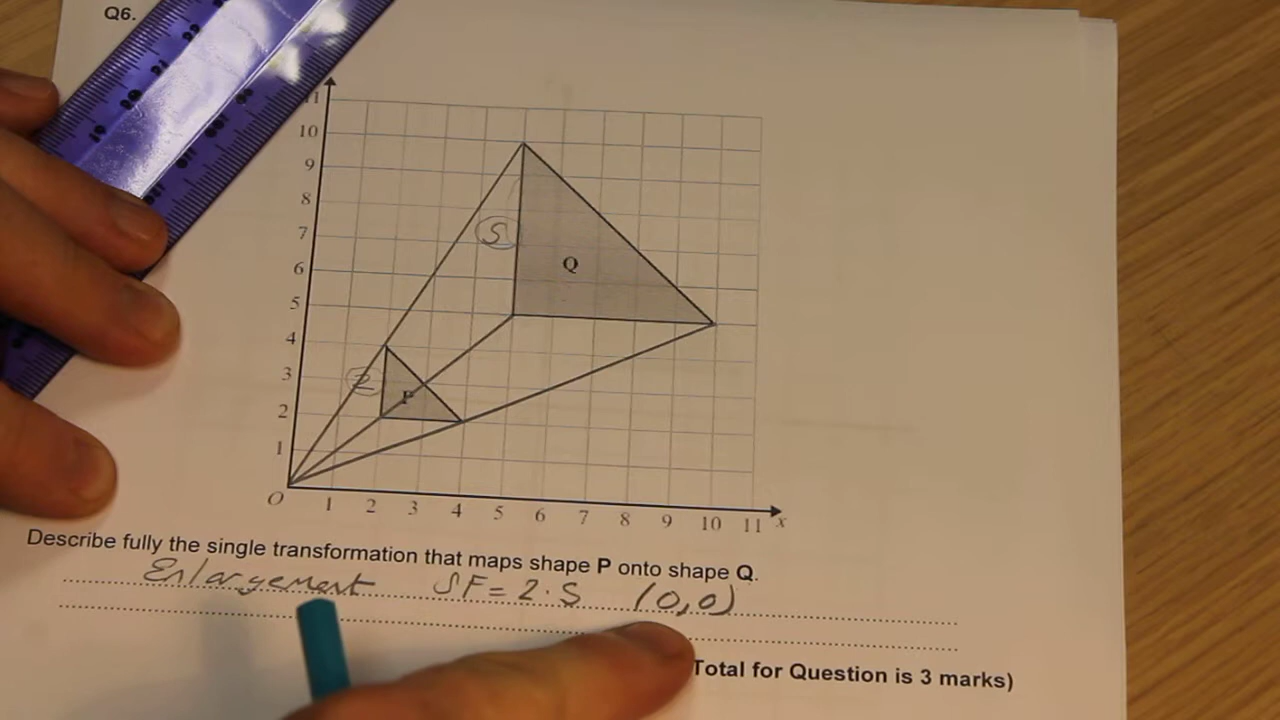 Q6.
11
10
9
8
7
6
5
4
3
2
1
5
Q
2
P
O 1 2 3 4 5 6 7 8 9 10 11 x
Describe fully the single transformation that maps shape P onto shape Q.
Enlargement SF = 2.5 (0,0)
Total for Question is 3 marks)